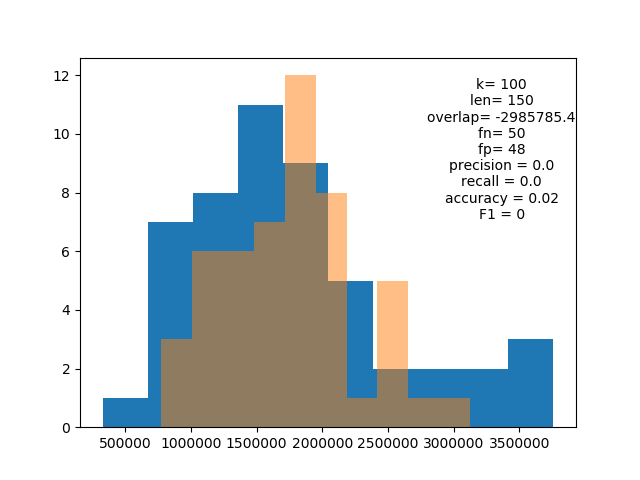 12
10
8
6
4
2
0
k= 100
len= 150
overlap= -2985785.4
fn= 50
fp= 48
precision = 0.0
recall = 0.0
accuracy = 0.02
F1 = 0
500000 1000000 1500000 2000000 2500000 3000000 3500000